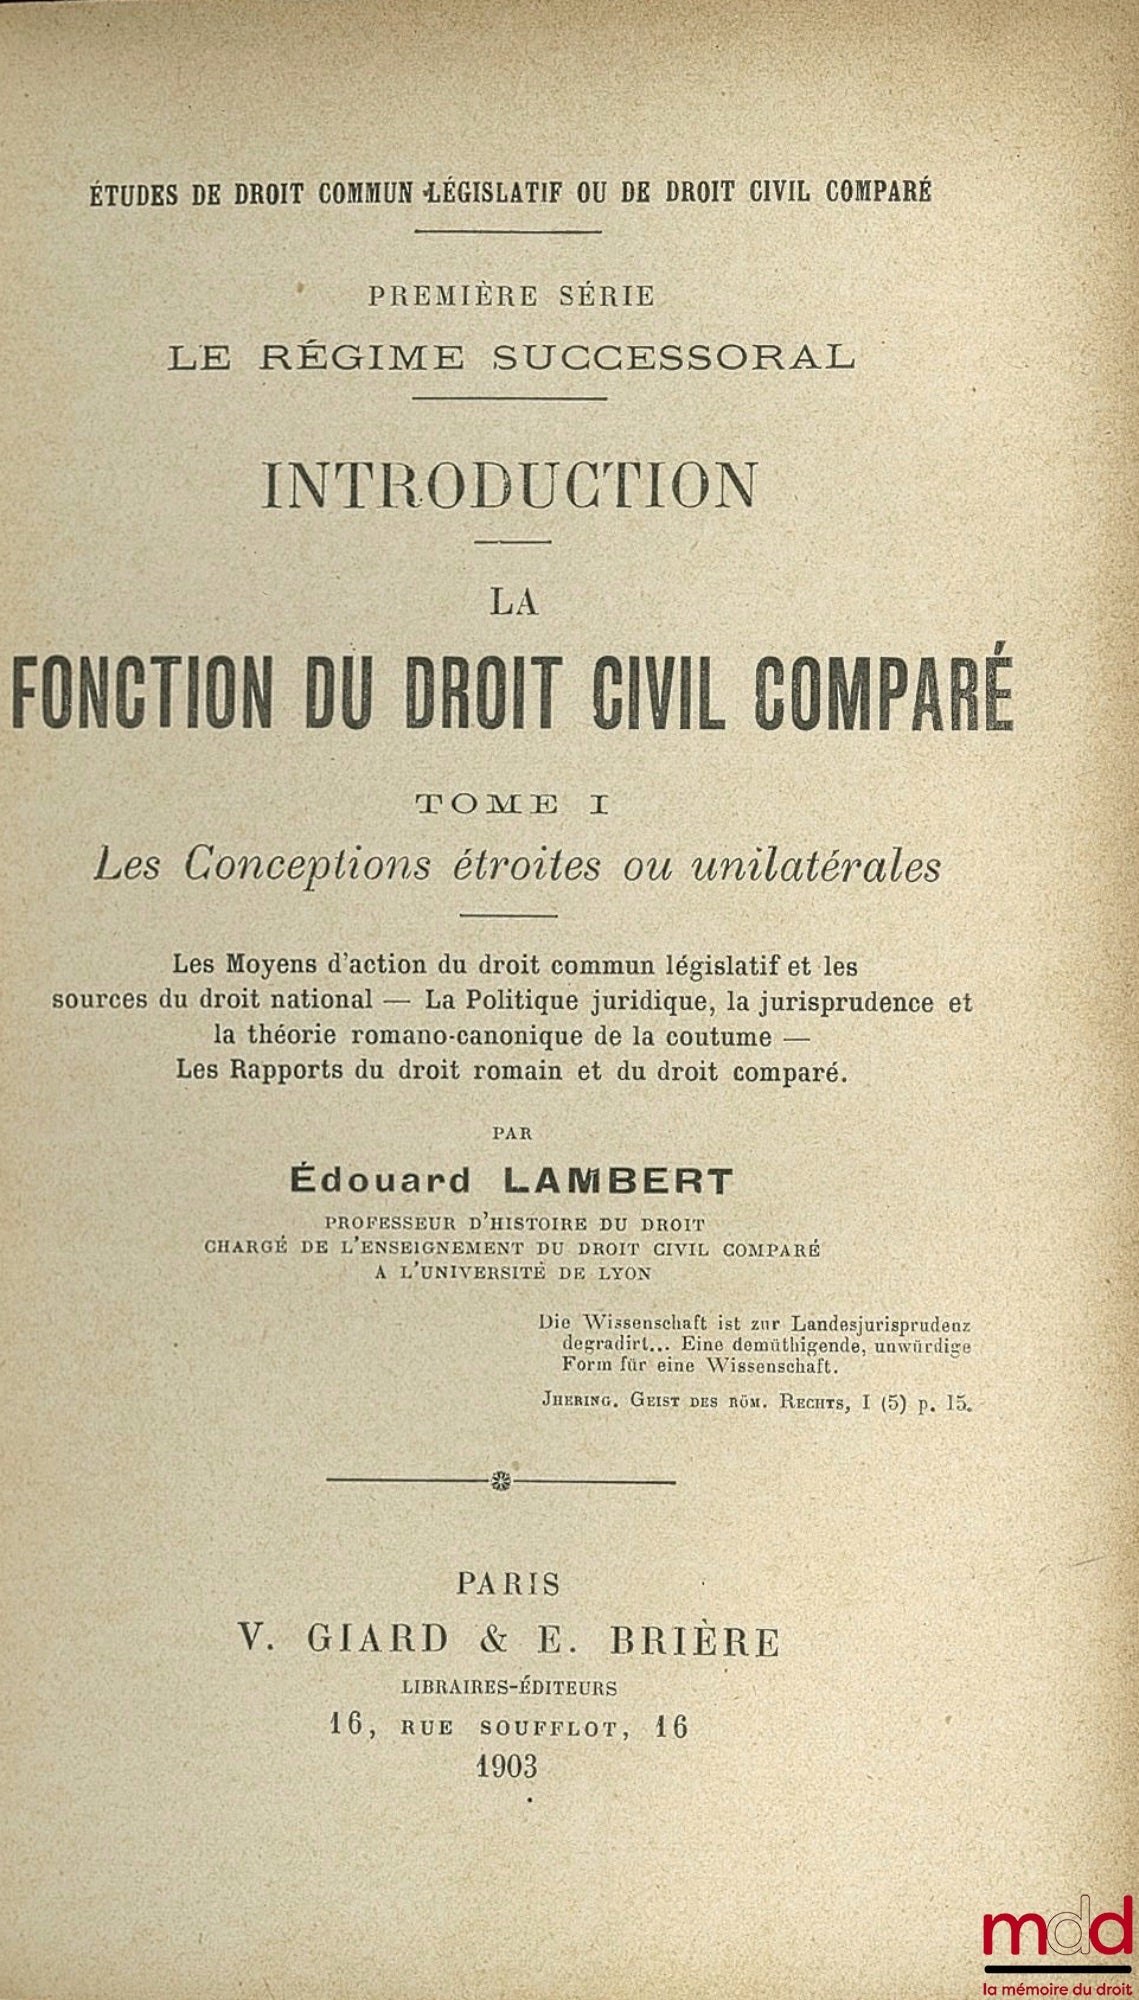 ÉTUDES DE DROIT COMMUN LÉGISLATIF OU DE DROIT CIVIL COMPARÉ
PREMIÈRE SÉRIE
LE RÉGIME SUCCESSORAL
INTRODUCTION
LA
FONCTION DU DROIT CIVIL COMPARÉ
TOME I
Les Conceptions étroites ou unilatérales
Les Moyens d'action du droit commun législatif et les
sources du droit national — La Politique juridique, la jurisprudence et
la théorie romano-canonique de la coutume —
Les Rapports du droit romain et du droit comparé.
PAR
Édouard LAMBERT
PROFESSEUR D'HISTOIRE DU DROIT
CHARGÉ DE L'ENSEIGNEMENT DU DROIT CIVIL COMPARÉ
A L'UNIVERSITÉ DE LYON
Die Wissenschaft ist zur Landesjurisprudenz
degradirt... Eine demüthigende, unwürdige
Form für eine Wissenschaft.
JHERING. GEIST DES RÖM. RECHTS, I (5) p. 15.
PARIS
V. GIARD & E. BRIÈRE
LIBRAIRES-ÉDITEURS
16, RUE SOUFFLOT, 16
1903
mdd
la mémoire du droit